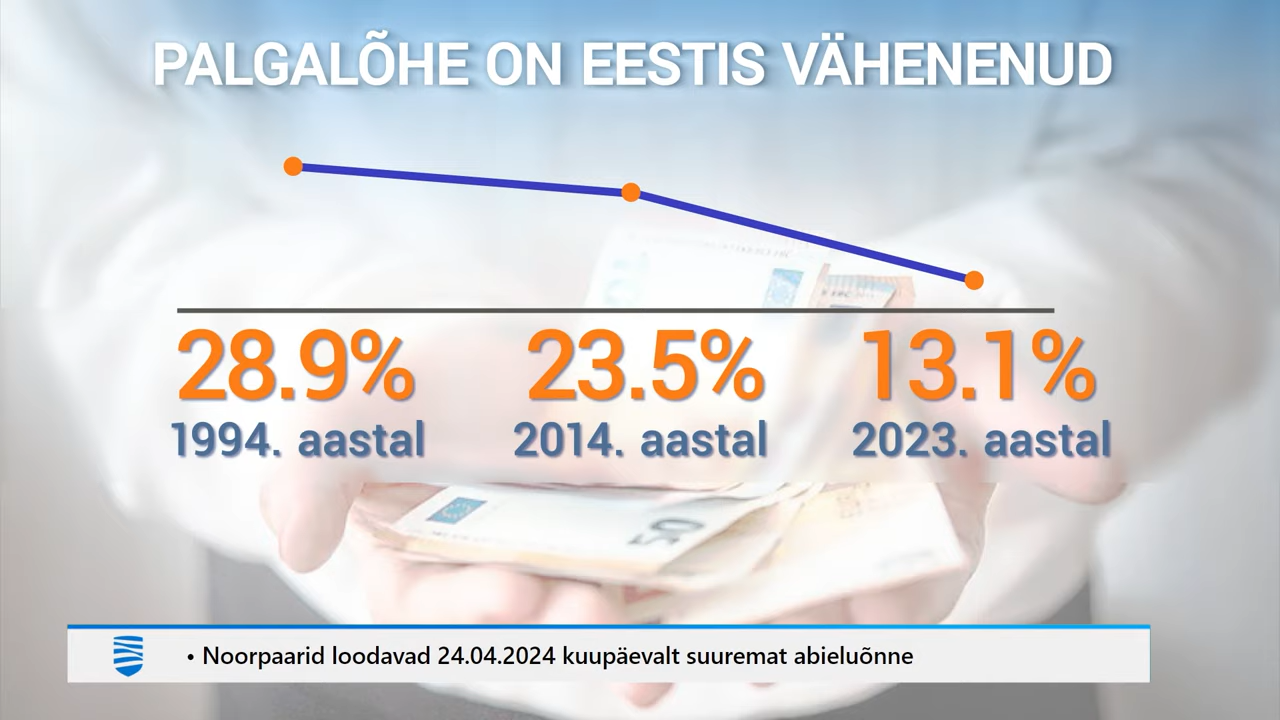 PALGALÕHE ON EESTIS VÄHENENUD
28.9% 23.5% 13.1%
1994. aastal 2014. aastal 2023. aastal
50
• Noorpaarid loodavad 24.04.2024 kuupäevalt suuremat abieluõnne